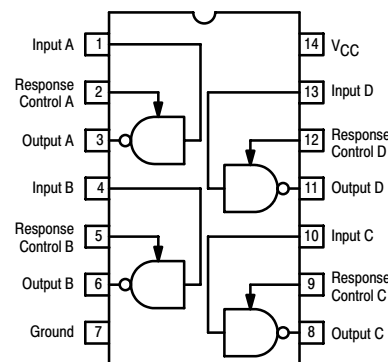 Input A
1
Response
Control A
2
Output A
3
Input B
4
Response
Control B
5
Output B
6
Ground
7
14
VCC
13
Input D
12
Response
Control D
11
Output D
10
Input C
9
Response
Control C
8
Output C